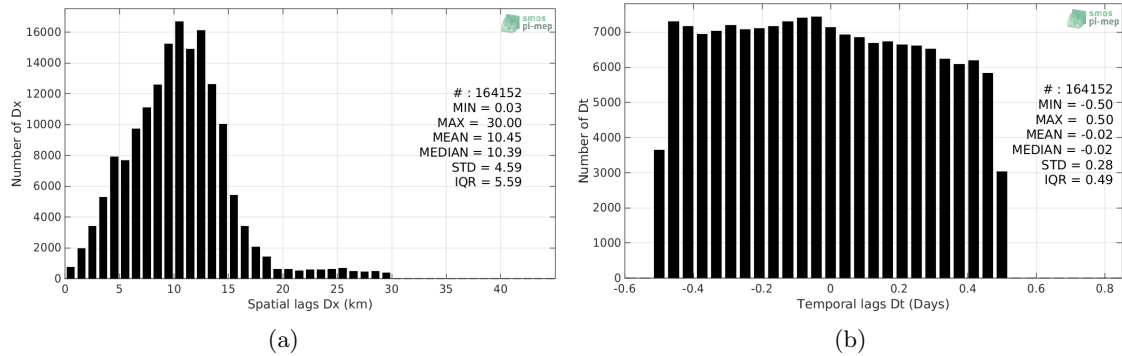 smos
pi-mep
16000
14000
12000
10000
8000
6000
4000
2000
0
Number of Dx
# : 164152
MIN = 0.03
MAX = 30.00
MEAN = 10.45
MEDIAN = 10.39
STD = 4.59
IQR = 5.59
0 5 10 15 20 25 30 35 40
Spatial lags Dx (km)
(a)
smos
pi-mep
7000
6000
5000
4000
3000
2000
1000
0
Number of Dt
# : 164152
MIN = -0.50
MAX = 0.50
MEAN = -0.02
MEDIAN = -0.02
STD = 0.28
IQR = 0.49
-0.6 -0.4 -0.2 0 0.2 0.4 0.6 0.8
Temporal lags Dt (Days)
(b)